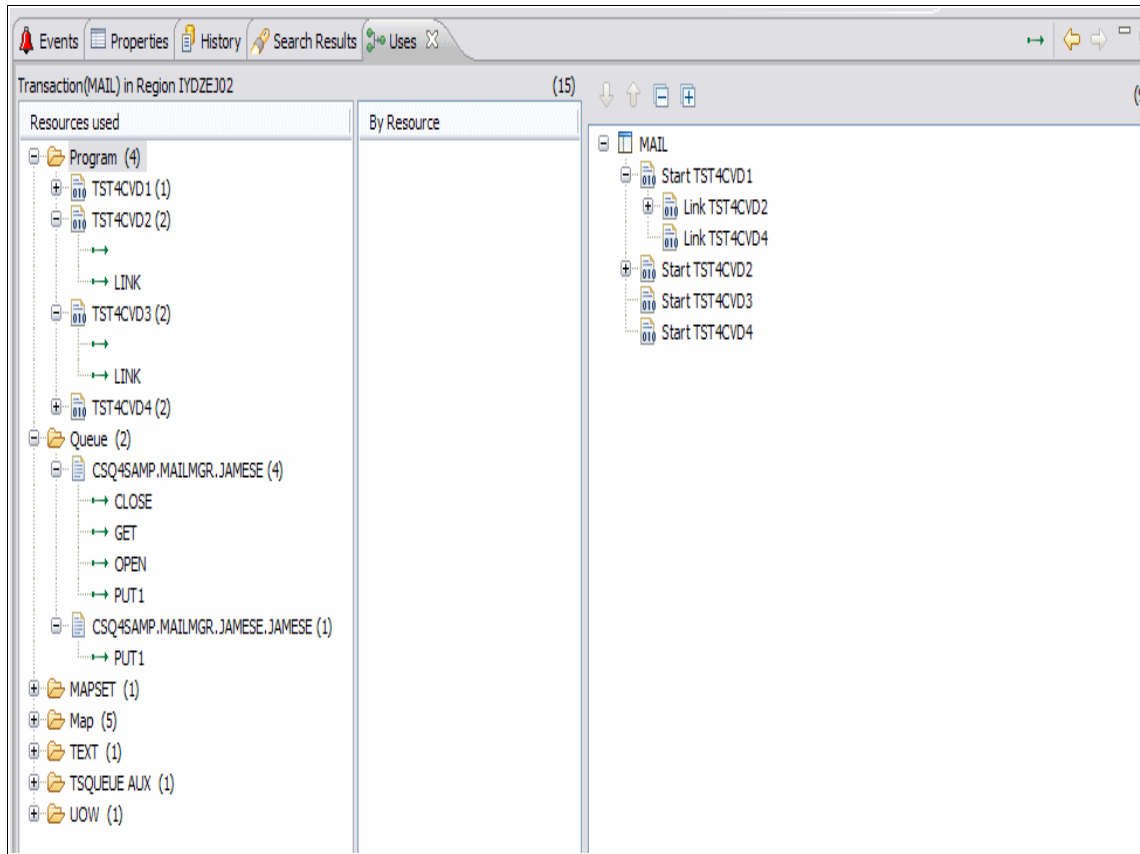 Events Properties History Search Results Uses
Transaction(MAIL) in Region IYDZEJ02 (15)
Resources used
Program (4)
TST4CVD1 (1)
TST4CVD2 (2)
LINK
TST4CVD3 (2)
LINK
TST4CVD4 (2)
Queue (2)
CSQ4SAMP.MAILMGR.JAMESE (4)
CLOSE
GET
OPEN
PUT1
CSQ4SAMP.MAILMGR.JAMESE.JAMESE (1)
PUT1
MAPSET (1)
Map (5)
TEXT (1)
TSQUEUE AUX (1)
UOW (1)
By Resource
MAIL
Start TST4CVD1
Link TST4CVD2
Link TST4CVD4
Start TST4CVD2
Start TST4CVD3
Start TST4CVD4